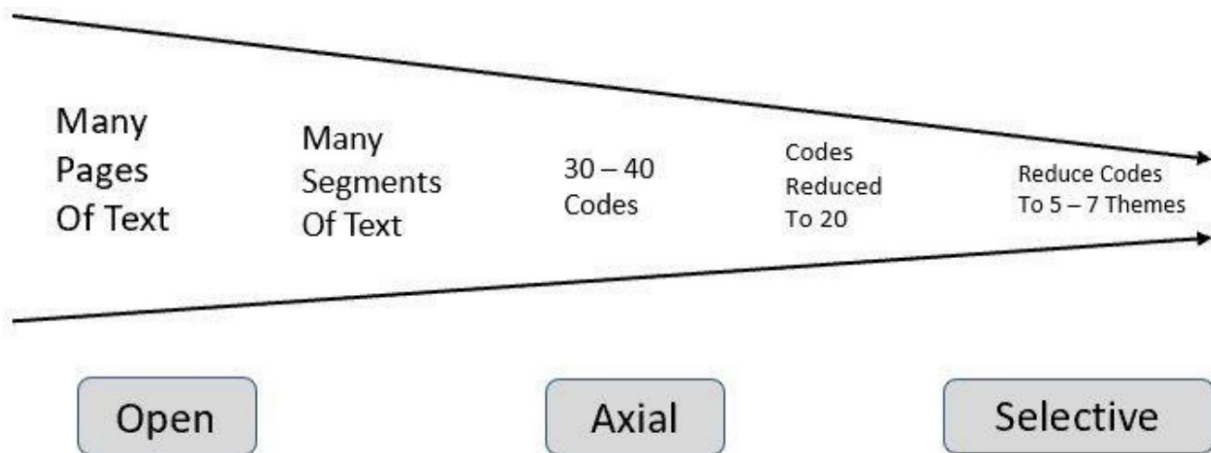 Many
Pages
Of Text
Many
Segments
Of Text
30 – 40
Codes
Codes
Reduced
To 20
Reduce Codes
To 5 – 7 Themes
Open
Axial
Selective